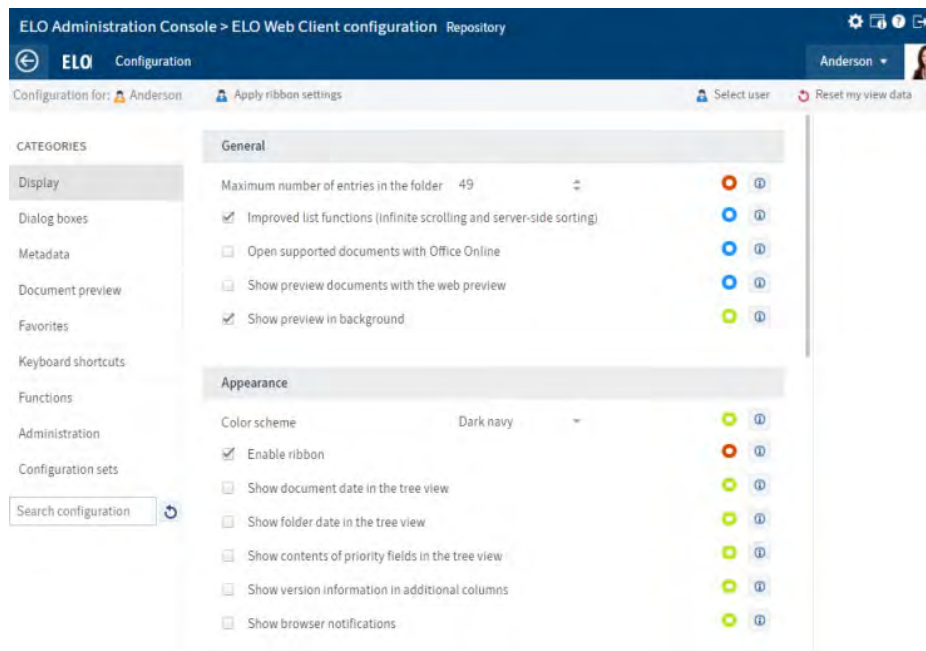 ELO Administration Console > ELO Web Client configuration Repository
ELO Configuration Anderson
Configuration for: Anderson Apply ribbon settings Select user Reset my view data
CATEGORIES
Display
Dialog boxes
Metadata
Document preview
Favorites
Keyboard shortcuts
Functions
Administration
Configuration sets
Search configuration
General
Maximum number of entries in the folder 49
Improved list functions (infinite scrolling and server-side sorting)
Open supported documents with Office Online
Show preview documents with the web preview
Show preview in background
Appearance
Color scheme Dark navy
Enable ribbon
Show document date in the tree view
Show folder date in the tree view
Show contents of priority fields in the tree view
Show version information in additional columns
Show browser notifications